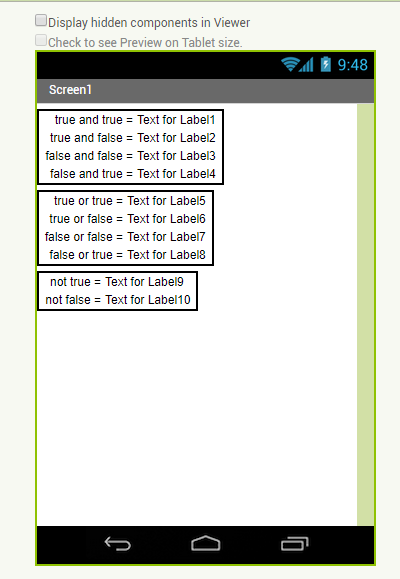 Display hidden components in Viewer
Check to see Preview on Tablet size.
9:48
Screen1
true and true = Text for Label1
true and false = Text for Label2
false and false = Text for Label3
false and true = Text for Label4
true or true = Text for Label5
true or false = Text for Label6
false or false = Text for Label7
false or true = Text for Label8
not true = Text for Label9
not false = Text for Label10